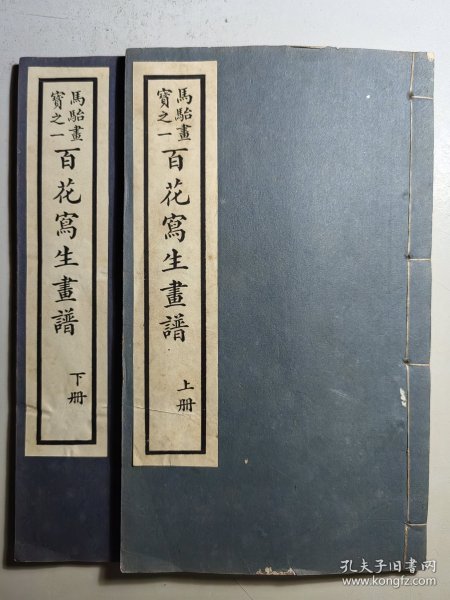 馬駘畫
寶之一
百花寫生畫譜
下册
馬駘畫
寶之一
百花寫生畫譜
上册
孔夫子旧书网
www.kongfz.com